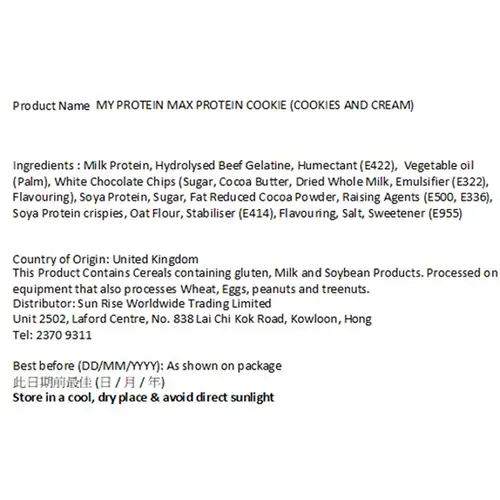 Product Name MY PROTEIN MAX PROTEIN COOKIE (COOKIES AND CREAM)
Ingredients : Milk Protein, Hydrolysed Beef Gelatine, Humectant (E422), Vegetable oil
(Palm), White Chocolate Chips (Sugar, Cocoa Butter, Dried Whole Milk, Emulsifier (E322),
Flavouring), Soya Protein, Sugar, Fat Reduced Cocoa Powder, Raising Agents (E500, E336),
Soya Protein crispies, Oat Flour, Stabiliser (E414), Flavouring, Salt, Sweetener (E955)
Country of Origin: United Kingdom
This Product Contains Cereals containing gluten, Milk and Soybean Products. Processed on
equipment that also processes Wheat, Eggs, peanuts and treenuts.
Distributor: Sun Rise Worldwide Trading Limited
Unit 2502, Laford Centre, No. 838 Lai Chi Kok Road, Kowloon, Hong
Tel: 2370 9311
Best before (DD/MM/YYYY): As shown on package
此日期前最佳 (日 / 月 / 年)
Store in a cool, dry place & avoid direct sunlight